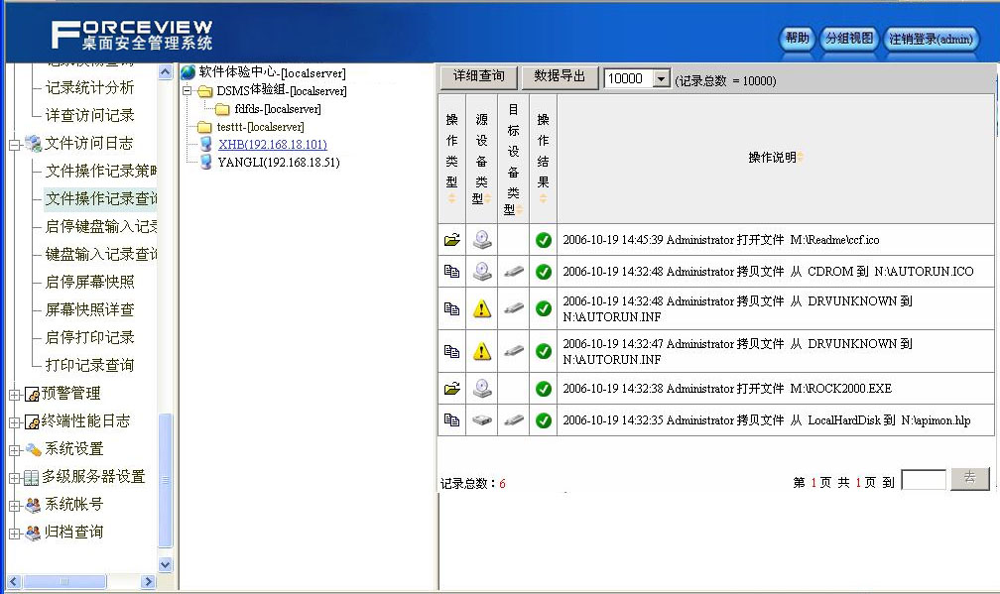 FORCEVIEW
桌面安全管理系统
帮助
分组视图
注销登录(admin)
记录统计分析
详查访问记录
文件访问日志
文件操作记录策略
文件操作记录查询
启停键盘输入记录
键盘输入记录查询
启停屏幕快照
屏幕快照详查
启停打印记录
打印记录查询
预警管理
终端性能日志
系统设置
多级服务器设置
系统帐号
归档查询
软件体验中心-[localserver]
DSMS体验组-[localserver]
fdfds-[localserver]
testtt-[localserver]
XHB(192.168.18.101)
YANGLI(192.168.18.51)
详细查询 数据导出 10000 (记录总数 = 10000)
操作类型 源设备类型 目标设备类型 操作结果 操作说明
2006-10-19 14:45:39 Administrator 打开文件 M:\Readme\ccf.ico
2006-10-19 14:32:48 Administrator 拷贝文件 从 CDROM 到 N:\AUTORUN.ICO
2006-10-19 14:32:48 Administrator 拷贝文件 从 DRVUNKNOWN 到
N:\AUTORUN.INF
2006-10-19 14:32:47 Administrator 拷贝文件 从 DRVUNKNOWN 到
N:\AUTORUN.INF
2006-10-19 14:32:38 Administrator 打开文件 M:\ROCK2000.EXE
2006-10-19 14:32:35 Administrator 拷贝文件 从 LocalHardDisk 到 N:\apimon.hlp
记录总数：6
第 1 页 共 1 页 到 去